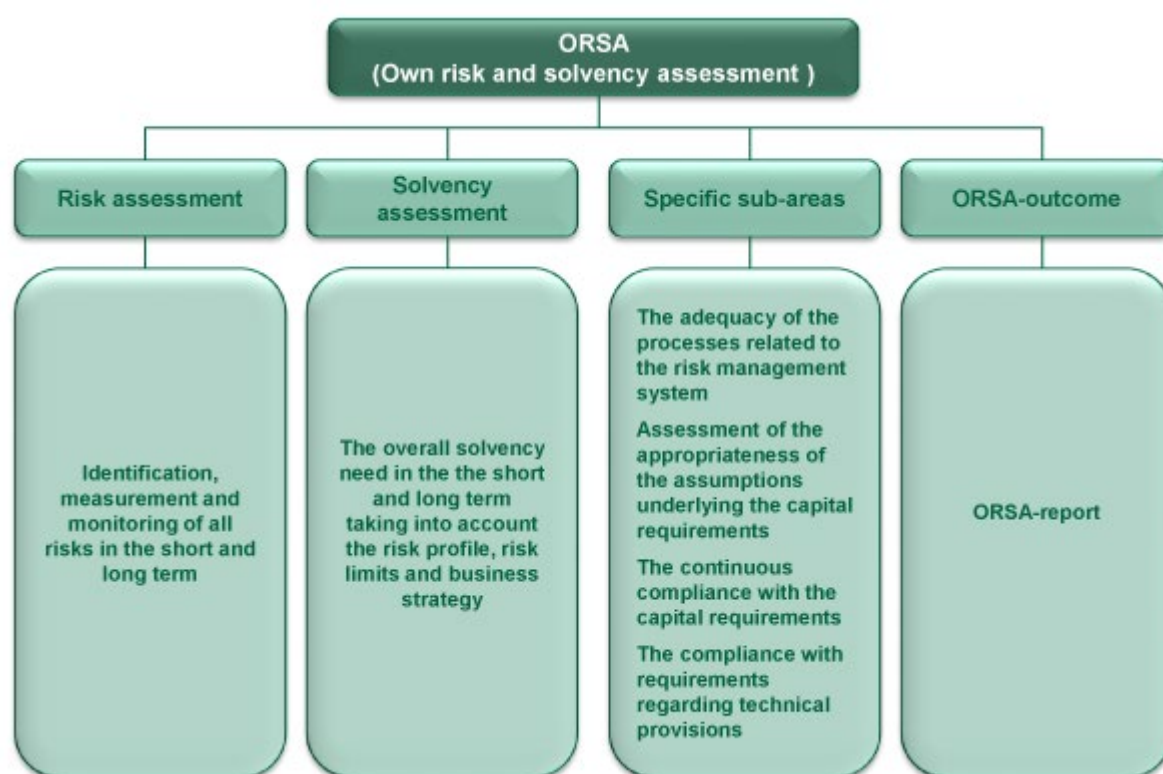 ORSA
(Own risk and solvency assessment )
Risk assessment
Solvency
assessment
Specific sub-areas
ORSA-outcome
Identification,
measurement and
monitoring of all
risks in the short and
long term
The overall solvency
need in the the short
and long term
taking into account
the risk profile, risk
limits and business
strategy
The adequacy of the
processes related to
the risk management
system
Assessment of the
appropriateness of
the assumptions
underlying the capital
requirements
The continuous
compliance with the
capital requirements
The compliance with
requirements
regarding technical
provisions
ORSA-report